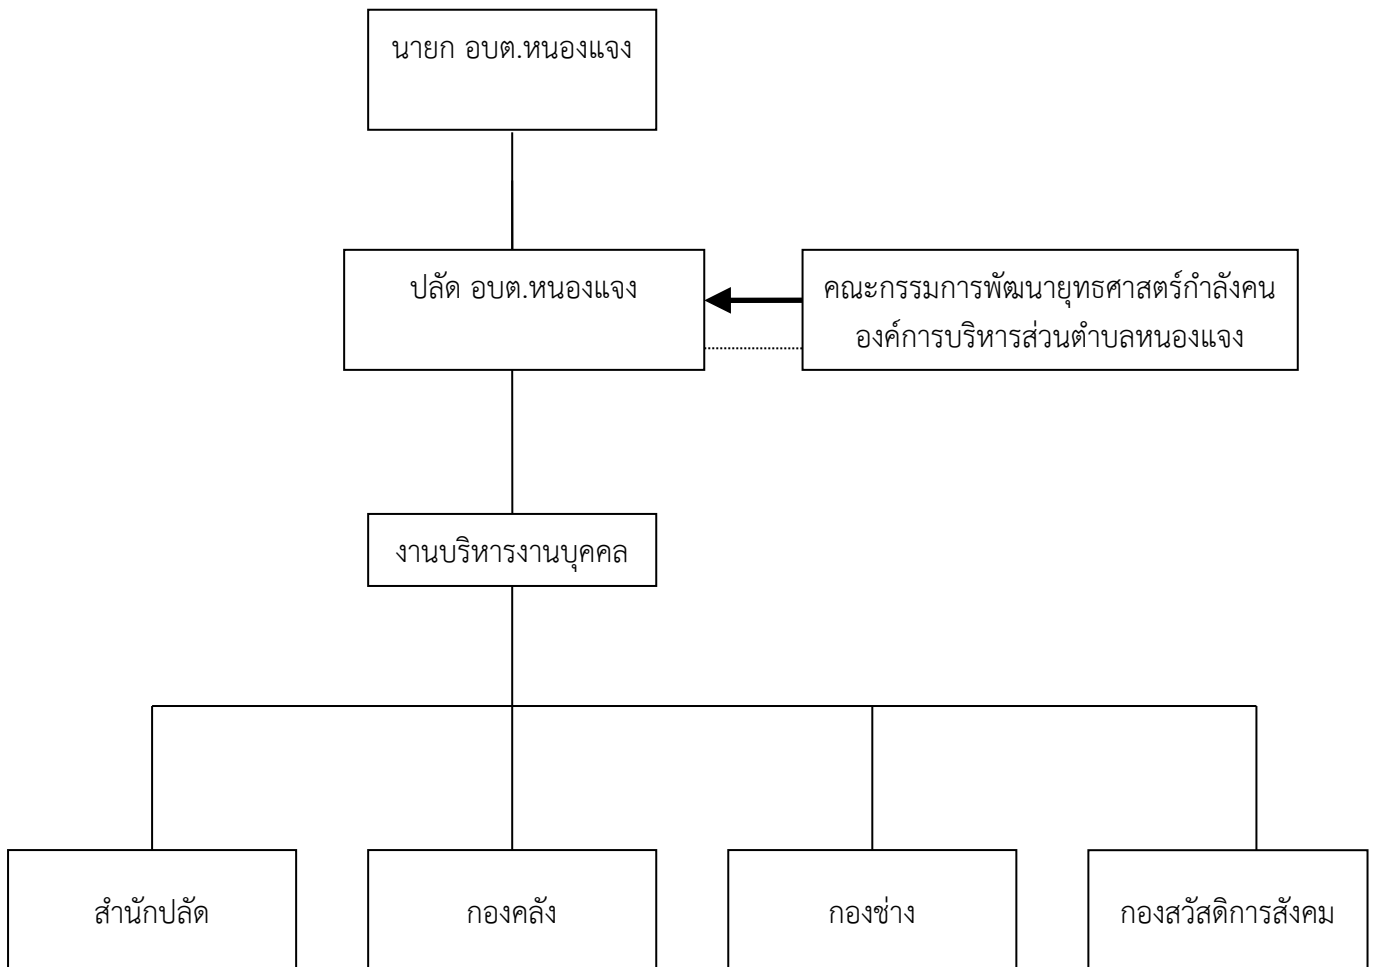 นายก อบต.หนองแจง
ปลัด อบต.หนองแจง
คณะกรรมการพัฒนายุทธศาสตร์กำลังคน
องค์การบริหารส่วนตำบลหนองแจง
งานบริหารงานบุคคล
สำนักปลัด
กองคลัง
กองช่าง
กองสวัสดิการสังคม